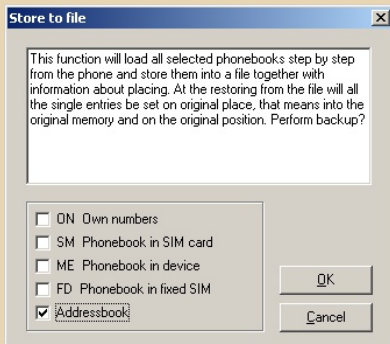 Store to file
This function will load all selected phonebooks step by step
from the phone and store them into a file together with
information about placing. At the restoring from the file will all
the single entries be set on original place, that means into the
original memory and on the original position. Perform backup?
ON Own numbers
SM Phonebook in SIM card
ME Phonebook in device
FD Phonebook in fixed SIM
Addressbook
OK
Cancel